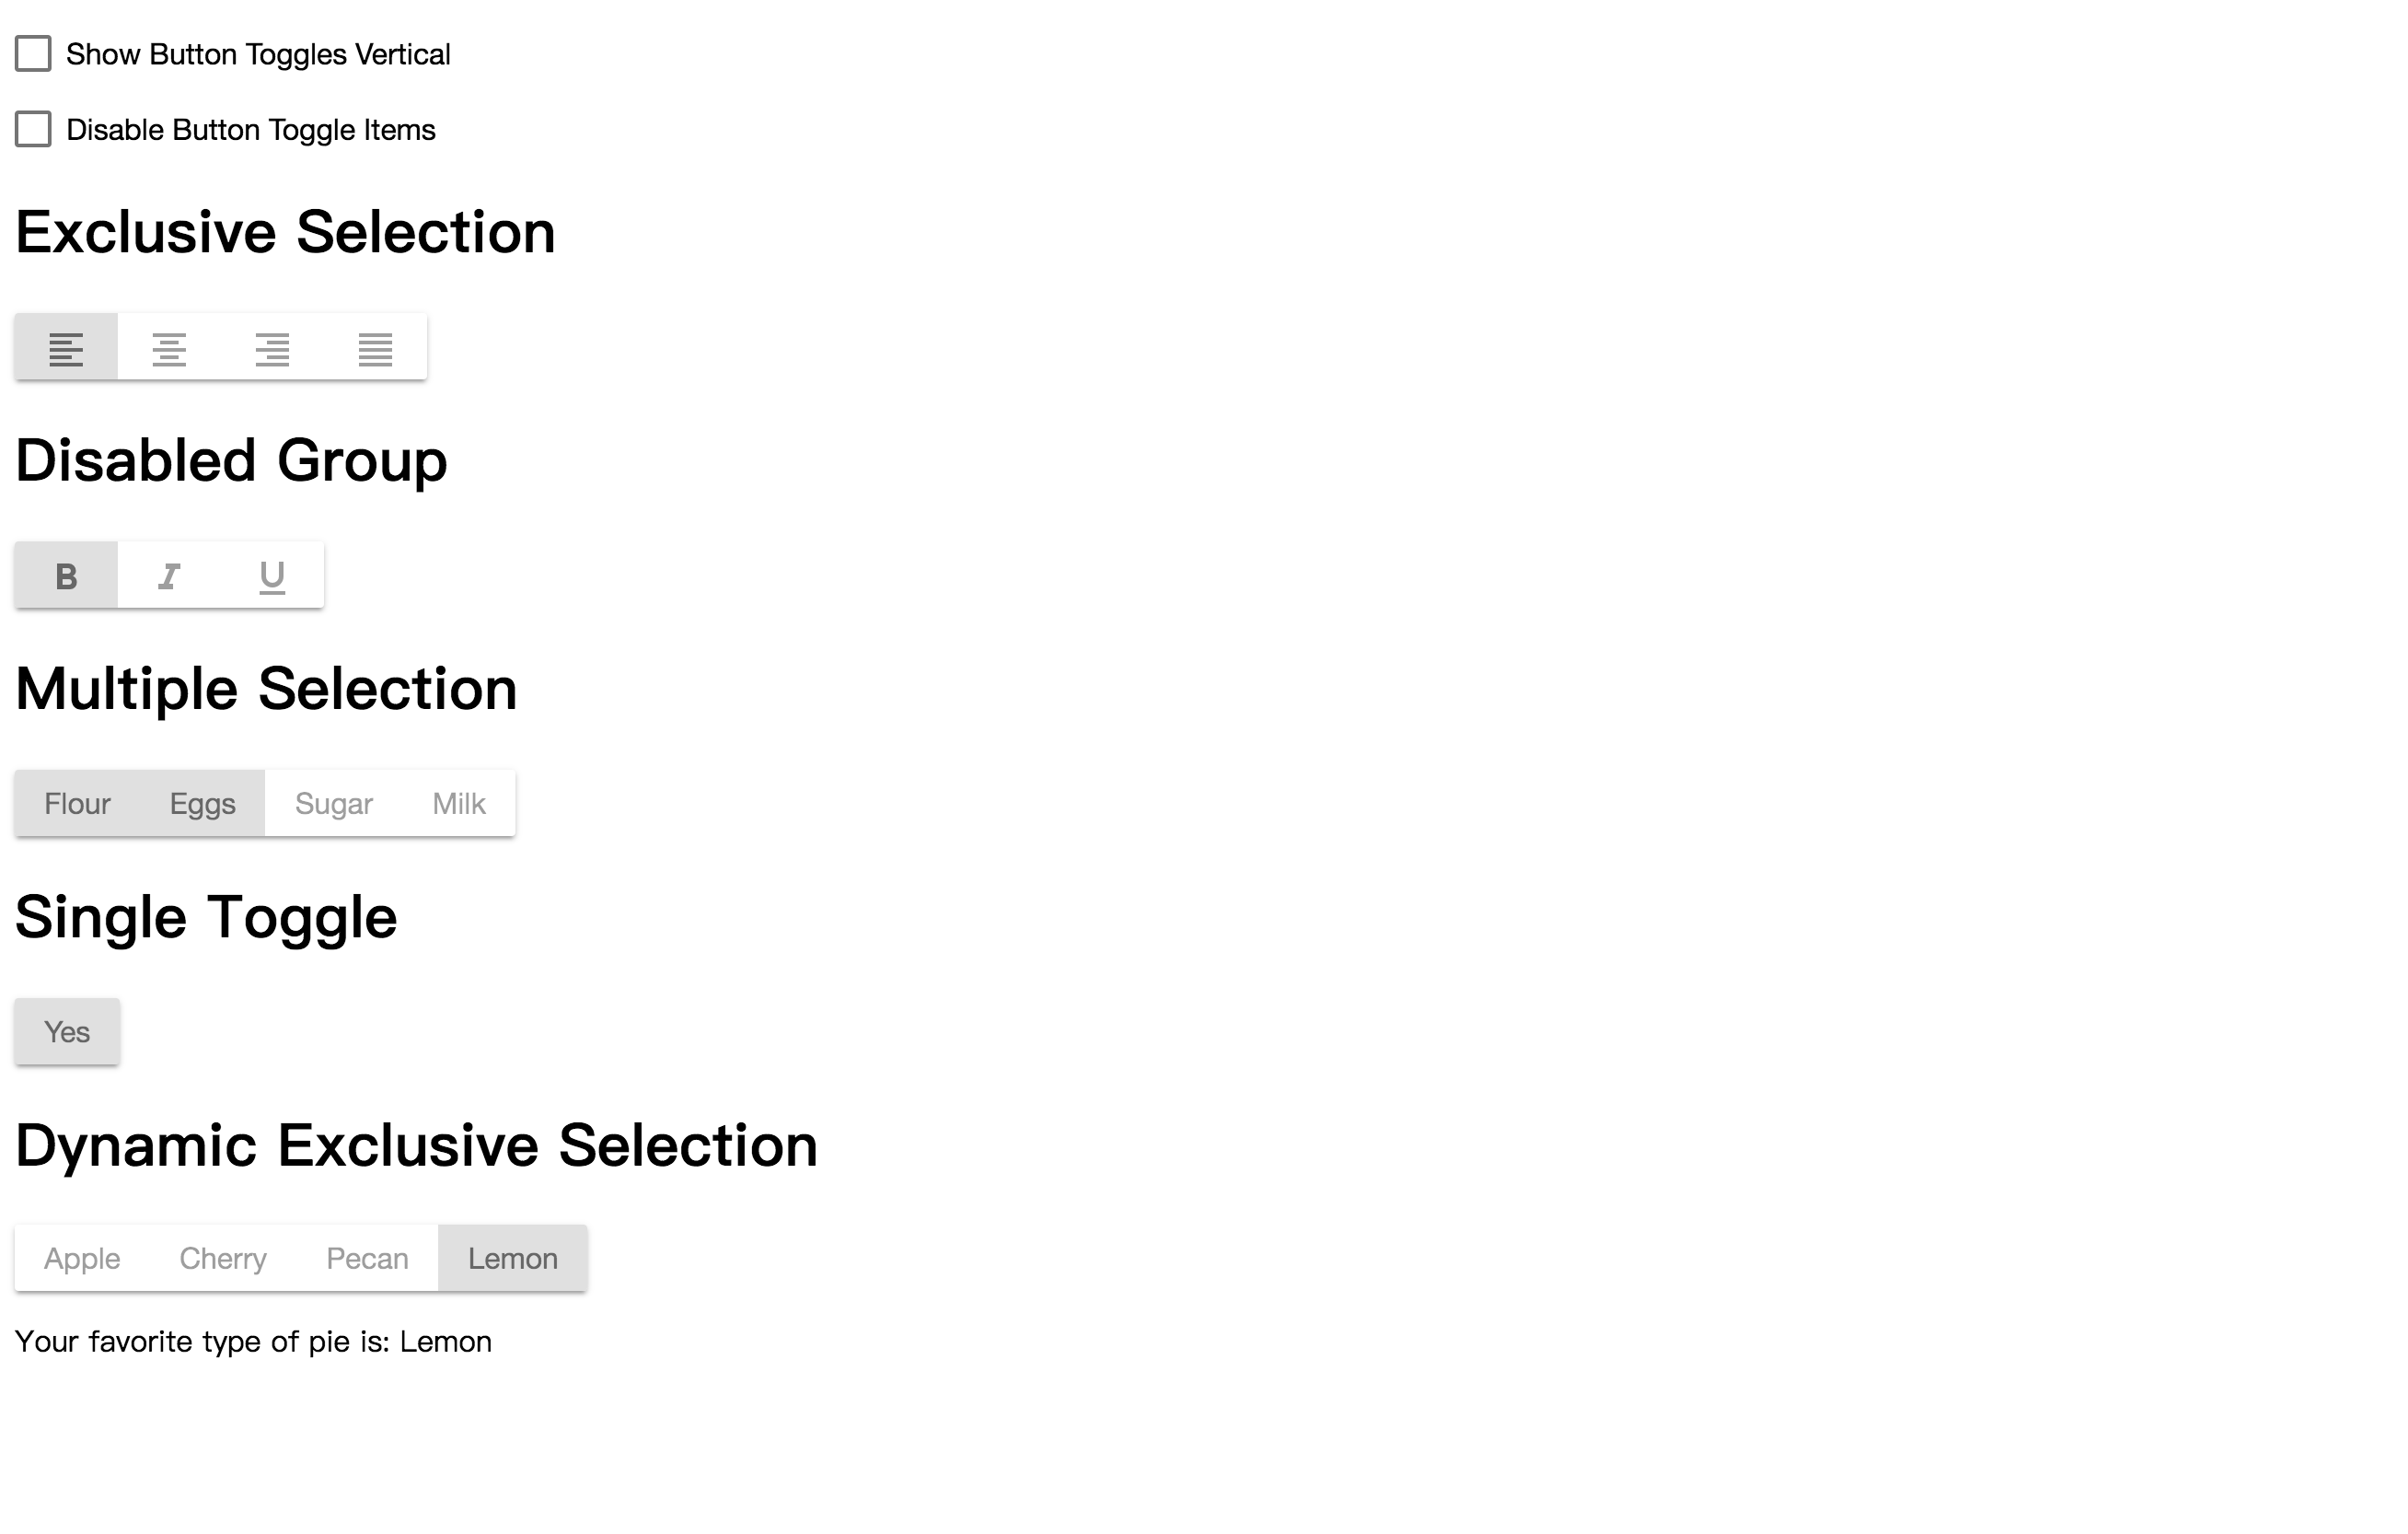 Show Button Toggles Vertical
Disable Button Toggle Items
Exclusive Selection
Disabled Group
B I U
Multiple Selection
Flour Eggs Sugar Milk
Single Toggle
Yes
Dynamic Exclusive Selection
Apple Cherry Pecan Lemon
Your favorite type of pie is: Lemon